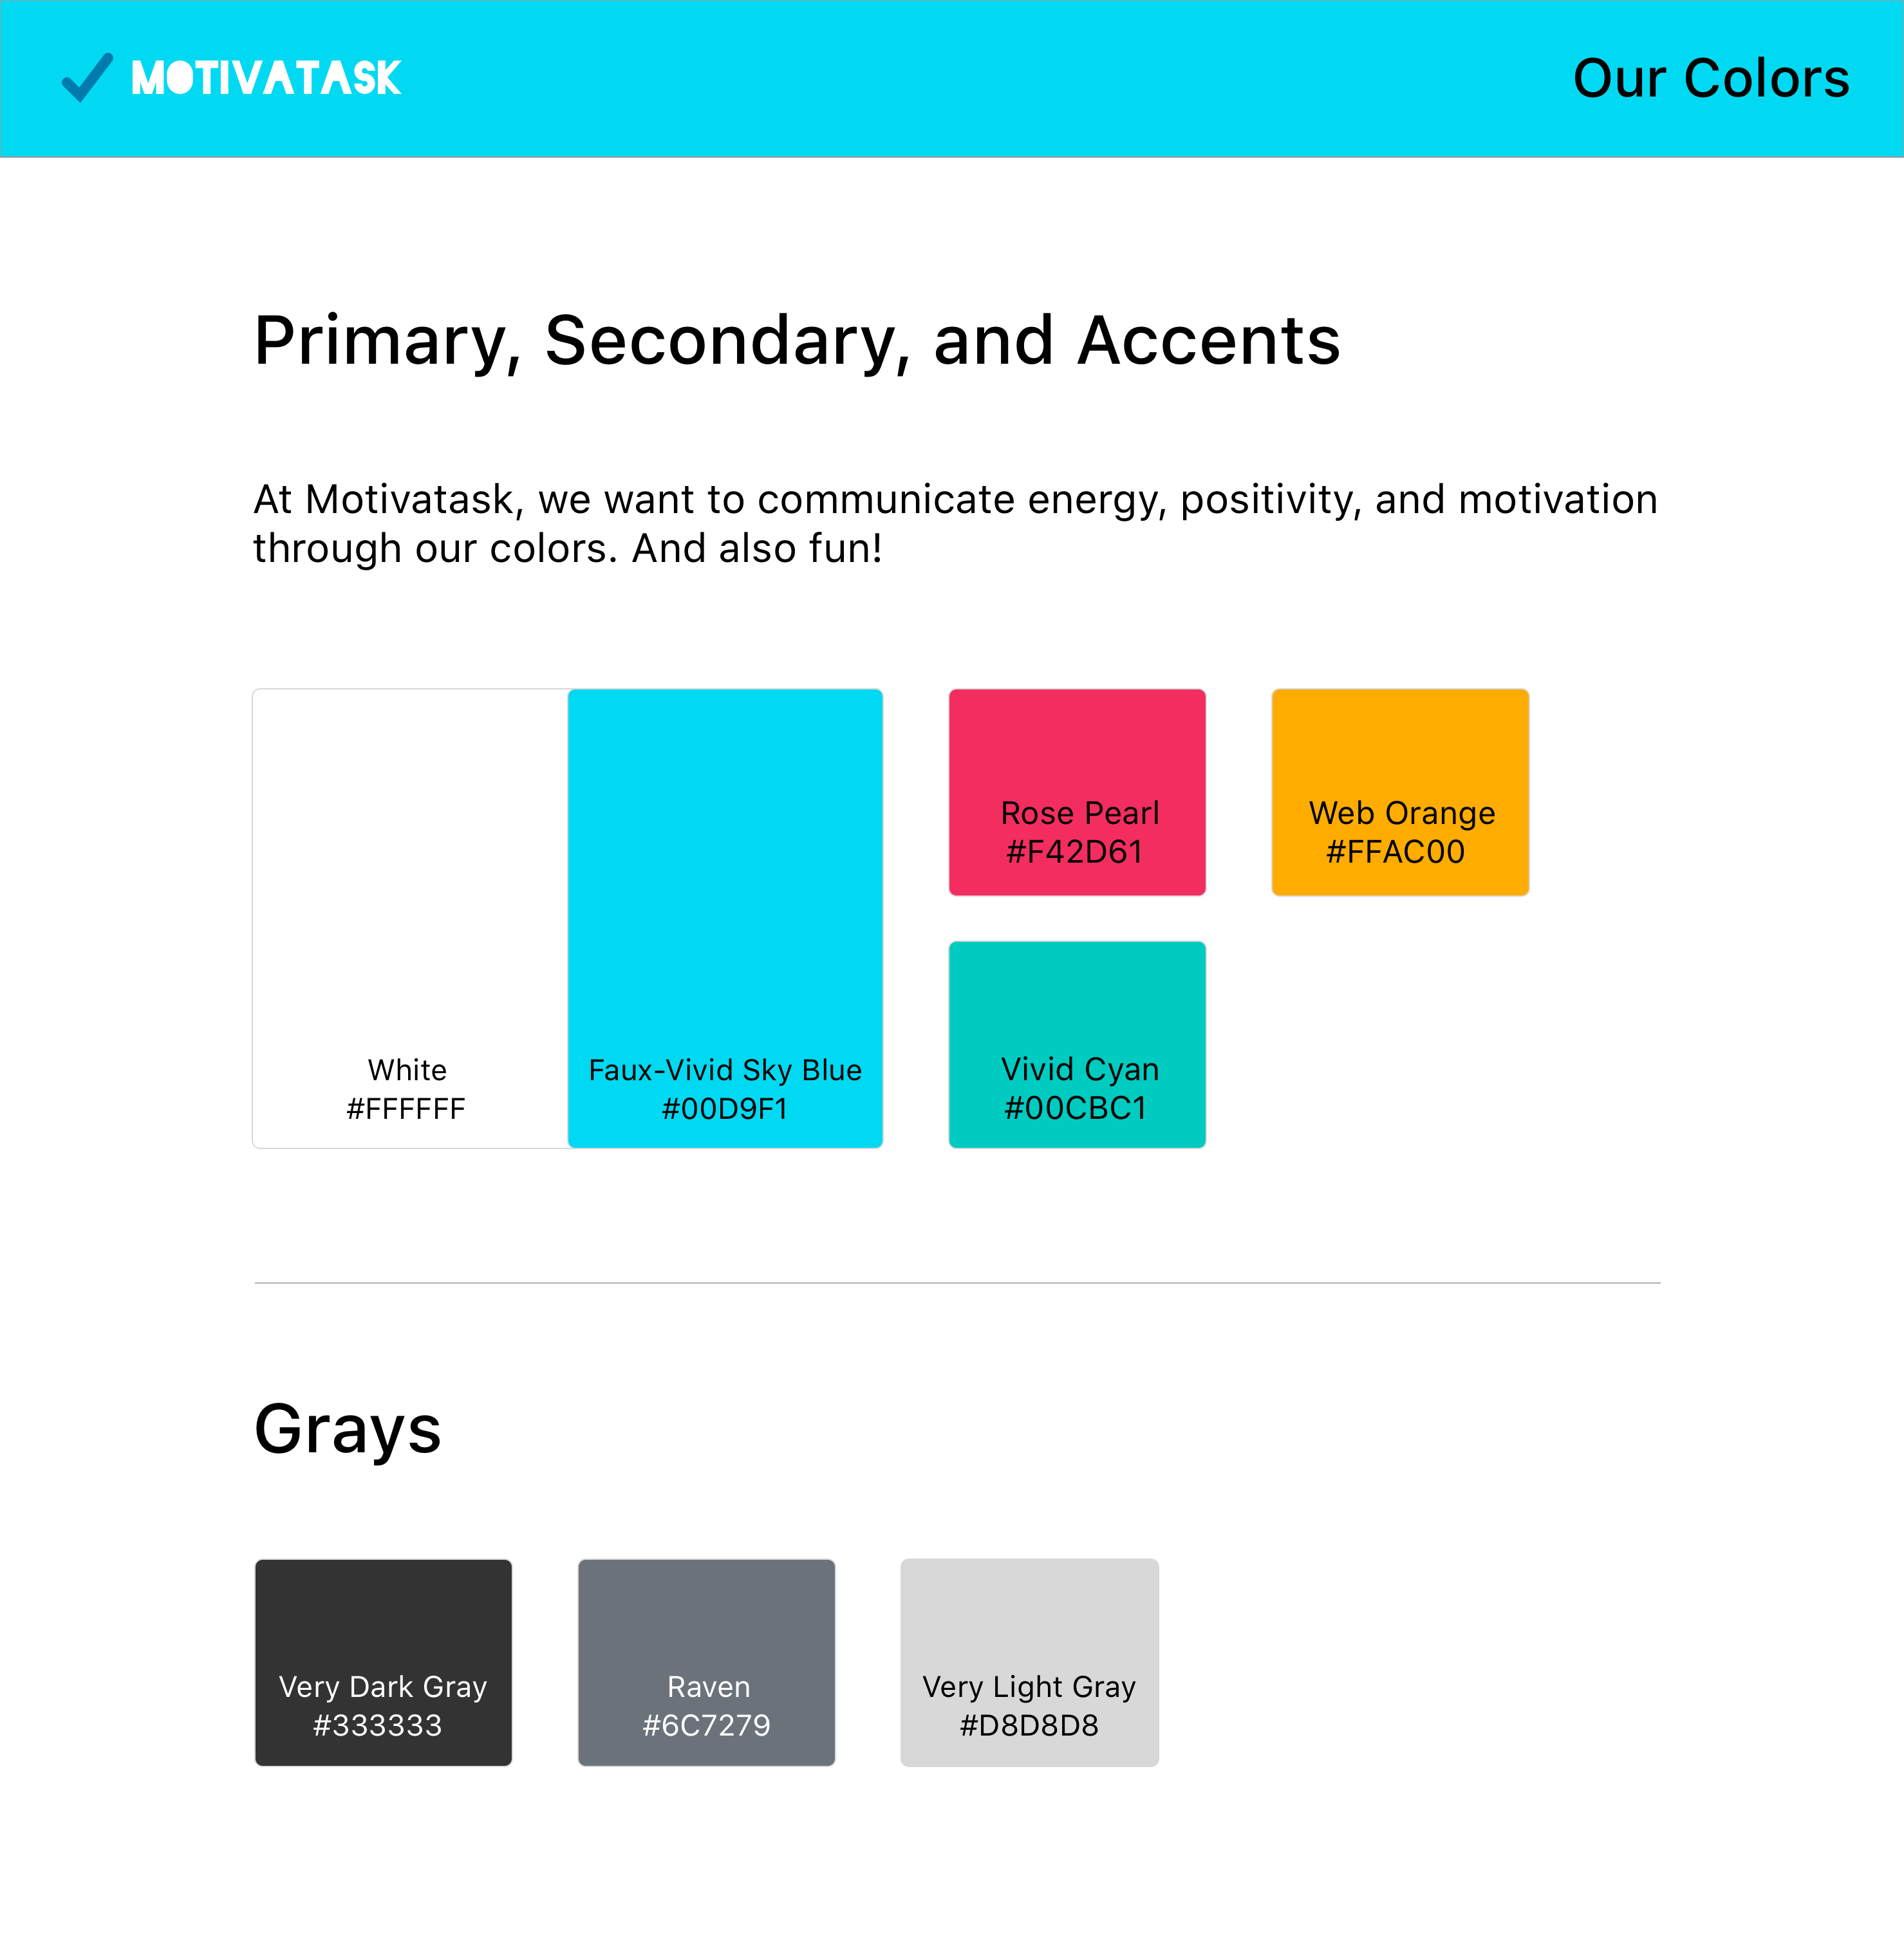 MOTIVATASK
Our Colors
Primary, Secondary, and Accents
At Motivatask, we want to communicate energy, positivity, and motivation
through our colors. And also fun!
White
#FFFFFF
Faux-Vivid Sky Blue
#00D9F1
Rose Pearl
#F42D61
Web Orange
#FFAC00
Vivid Cyan
#00CBC1
Grays
Very Dark Gray
#333333
Raven
#6C7279
Very Light Gray
#D8D8D8